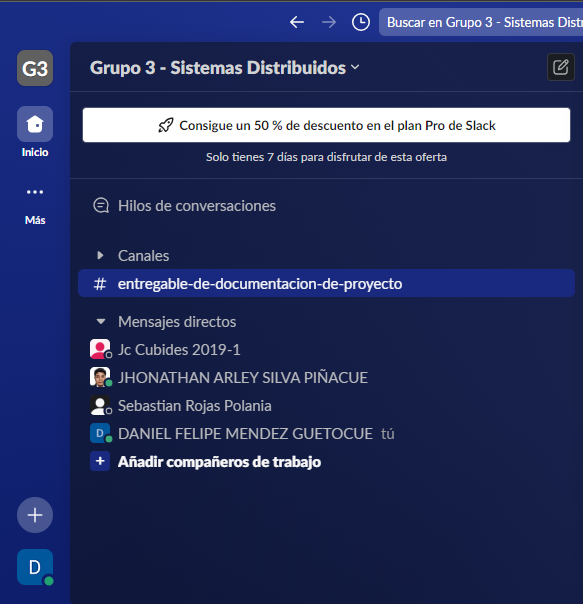 Buscar en Grupo 3 - Sistemas Distr
G3
Grupo 3 - Sistemas Distribuidos
Consigue un 50 % de descuento en el plan Pro de Slack
Solo tienes 7 días para disfrutar de esta oferta
Inicio
Más
Hilos de conversaciones
Canales
# entregable-de-documentacion-de-proyecto
Mensajes directos
Jc Cubides 2019-1
JHONATHAN ARLEY SILVA PIÑACUE
Sebastian Rojas Polania
D DANIEL FELIPE MENDEZ GUETOCUE tú
+ Añadir compañeros de trabajo
D